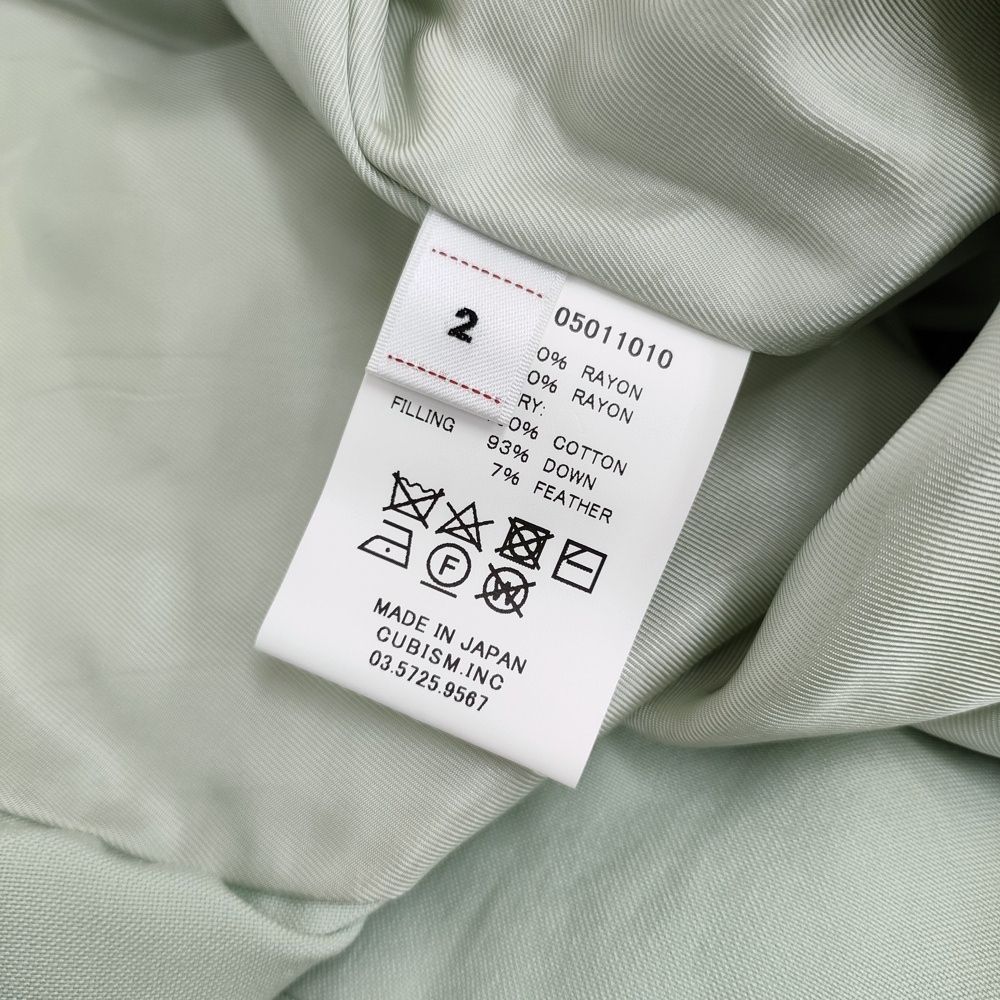 2
05011010
0% RAYON
0% RAYON
RY:
00% COTTON
FILLING 93% DOWN
7% FEATHER
F
W
MADE IN JAPAN
CUBISM.INC
03.5725.9567